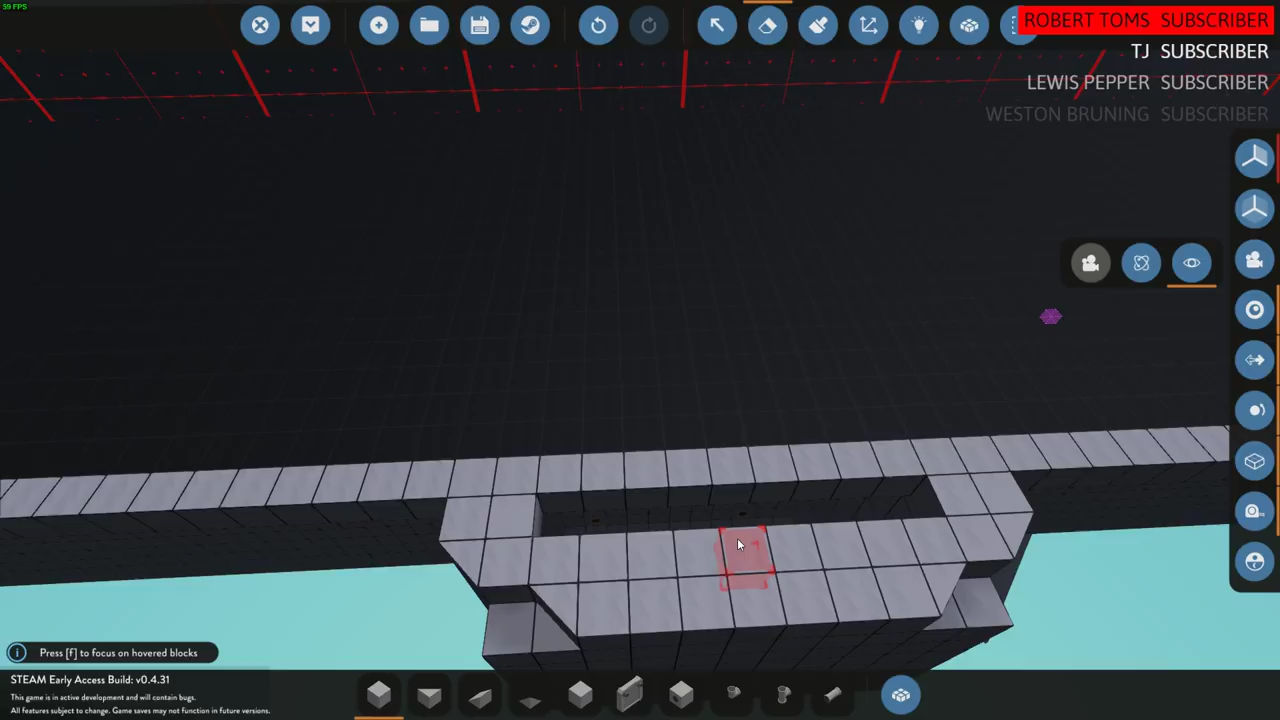 59 FPS
ROBERT TOMS SUBSCRIBER
TJ SUBSCRIBER
LEWIS PEPPER SUBSCRIBER
WESTON BRUNING SUBSCRIBER
Press [f] to focus on hovered blocks
STEAM Early Access Build: v0.4.31
This game is in active development and will contain bugs.
All features subject to change. Game saves may not function in future versions.